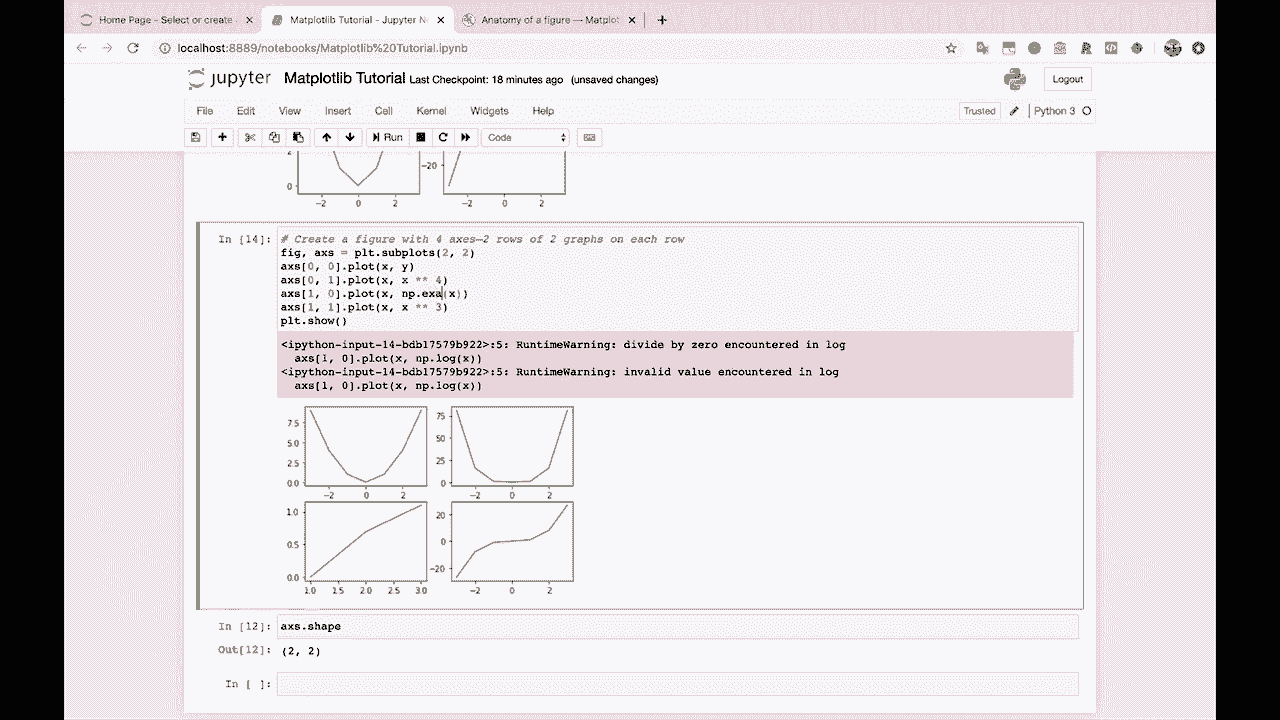 Home Page - Select or create
Matplotlib Tutorial - Jupyter N
Anatomy of a figure — Matplot
localhost:8889/notebooks/Matplotlib%20Tutorial.ipynb
jupyter Matplotlib Tutorial Last Checkpoint: 18 minutes ago (unsaved changes)
Logout
File Edit View Insert Cell Kernel Widgets Help
Trusted Python 3
Run Code
2
0
−2 0 2
−20
−2 0 2
In [14]: # Create a figure with 4 axes—2 rows of 2 graphs on each row
fig, axs = plt.subplots(2, 2)
axs[0, 0].plot(x, y)
axs[0, 1].plot(x, x ** 4)
axs[1, 0].plot(x, np.exa(x))
axs[1, 1].plot(x, x ** 3)
plt.show()
<ipython-input-14-bdb17579b922>:5: RuntimeWarning: divide by zero encountered in log
axs[1, 0].plot(x, np.log(x))
<ipython-input-14-bdb17579b922>:5: RuntimeWarning: invalid value encountered in log
axs[1, 0].plot(x, np.log(x))
7.5
5.0
2.5
0.0
−2 0 2
75
50
25
0
−2 0 2
1.0
0.5
0.0
1.0 1.5 2.0 2.5 3.0
20
0
−20
−2 0 2
In [12]: axs.shape
Out[12]: (2, 2)
In [ ]: